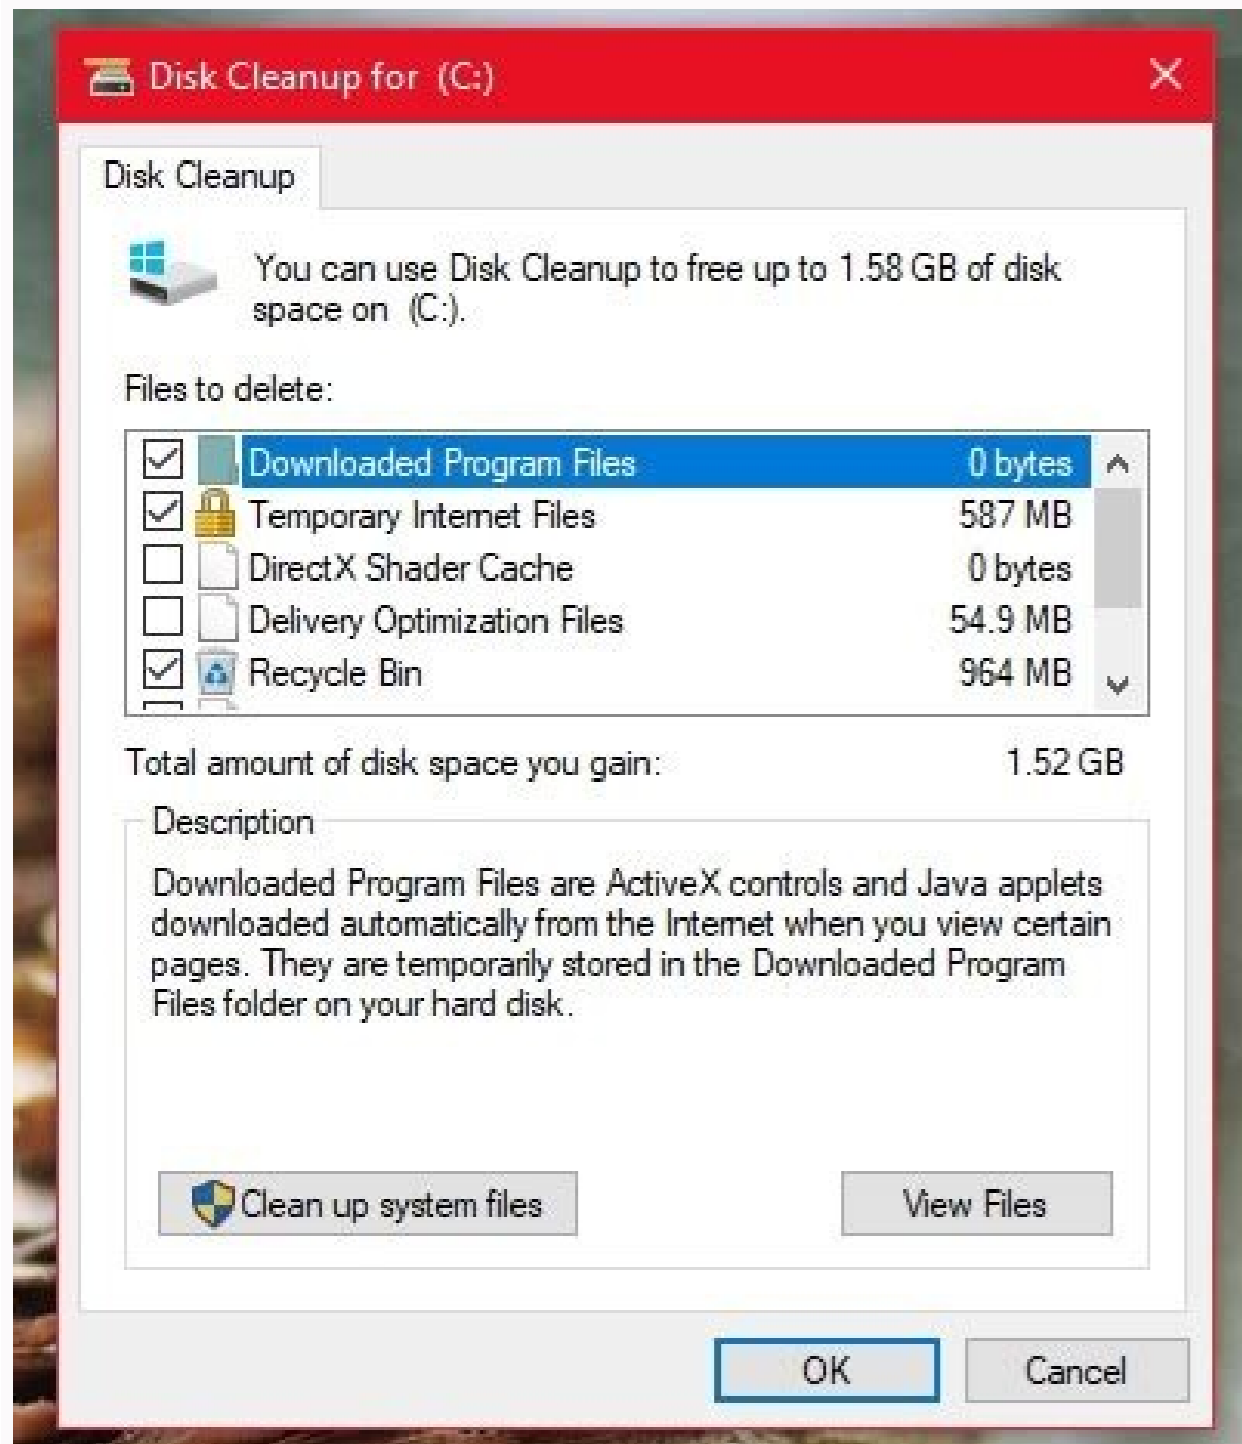 Disk Cleanup for (C:)
Disk Cleanup
You can use Disk Cleanup to free up to 1.58 GB of disk
space on (C:).
Files to delete:
Downloaded Program Files 0 bytes
Temporary Internet Files 587 MB
DirectX Shader Cache 0 bytes
Delivery Optimization Files 54.9 MB
Recycle Bin 964 MB
Total amount of disk space you gain: 1.52 GB
Description
Downloaded Program Files are ActiveX controls and Java applets
downloaded automatically from the Internet when you view certain
pages. They are temporarily stored in the Downloaded Program
Files folder on your hard disk.
Clean up system files View Files
OK Cancel